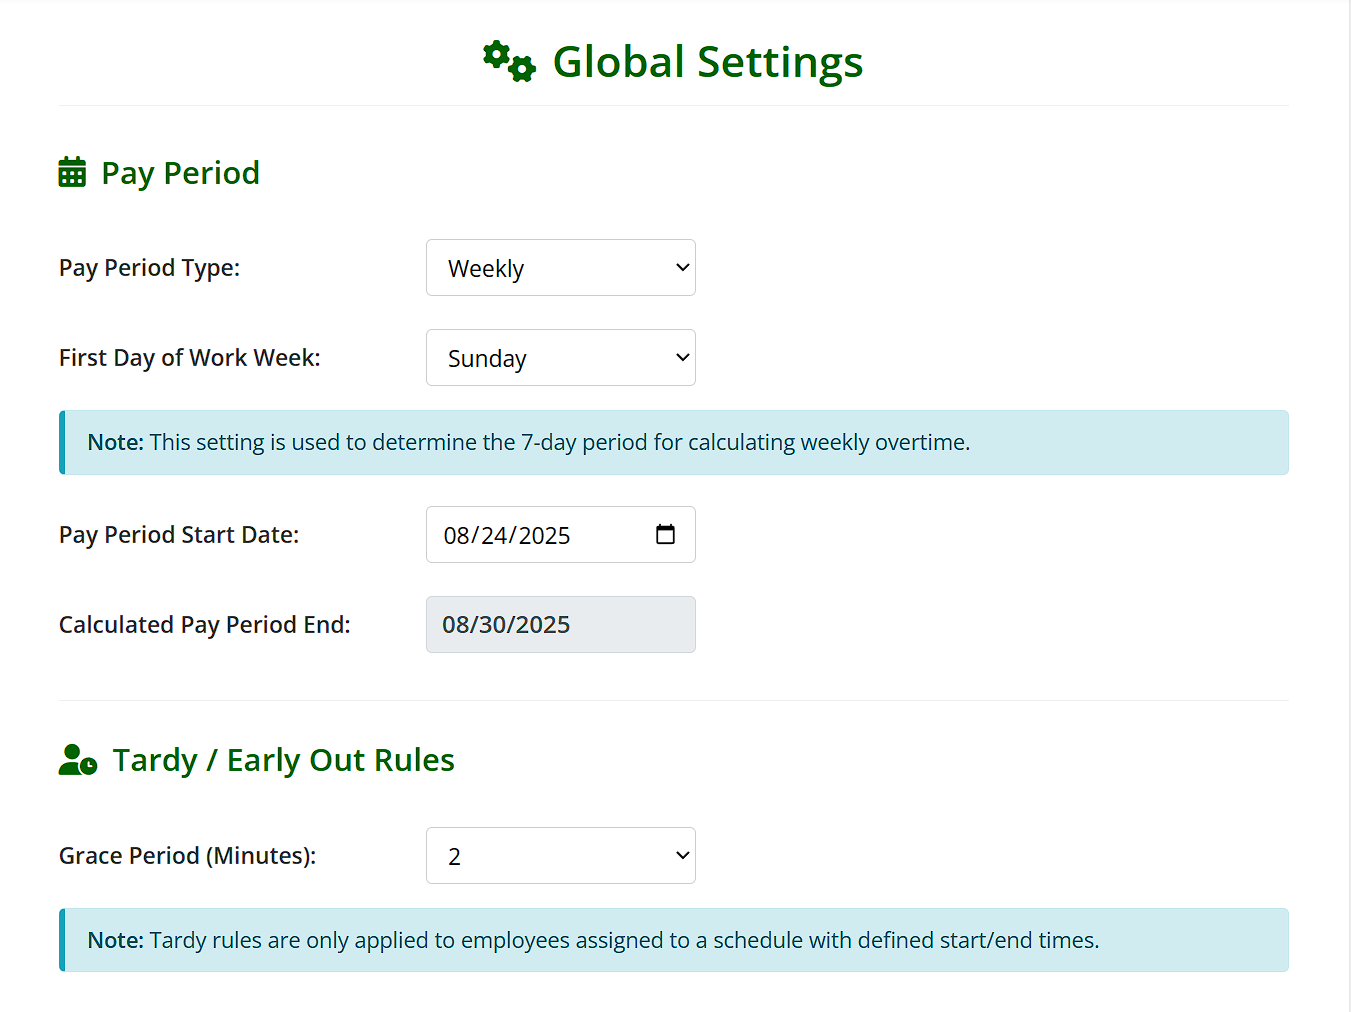 Global Settings
Pay Period
Pay Period Type:
Weekly
First Day of Work Week:
Sunday
Note: This setting is used to determine the 7-day period for calculating weekly overtime.
Pay Period Start Date:
08/24/2025
Calculated Pay Period End:
08/30/2025
Tardy / Early Out Rules
Grace Period (Minutes):
2
Note: Tardy rules are only applied to employees assigned to a schedule with defined start/end times.